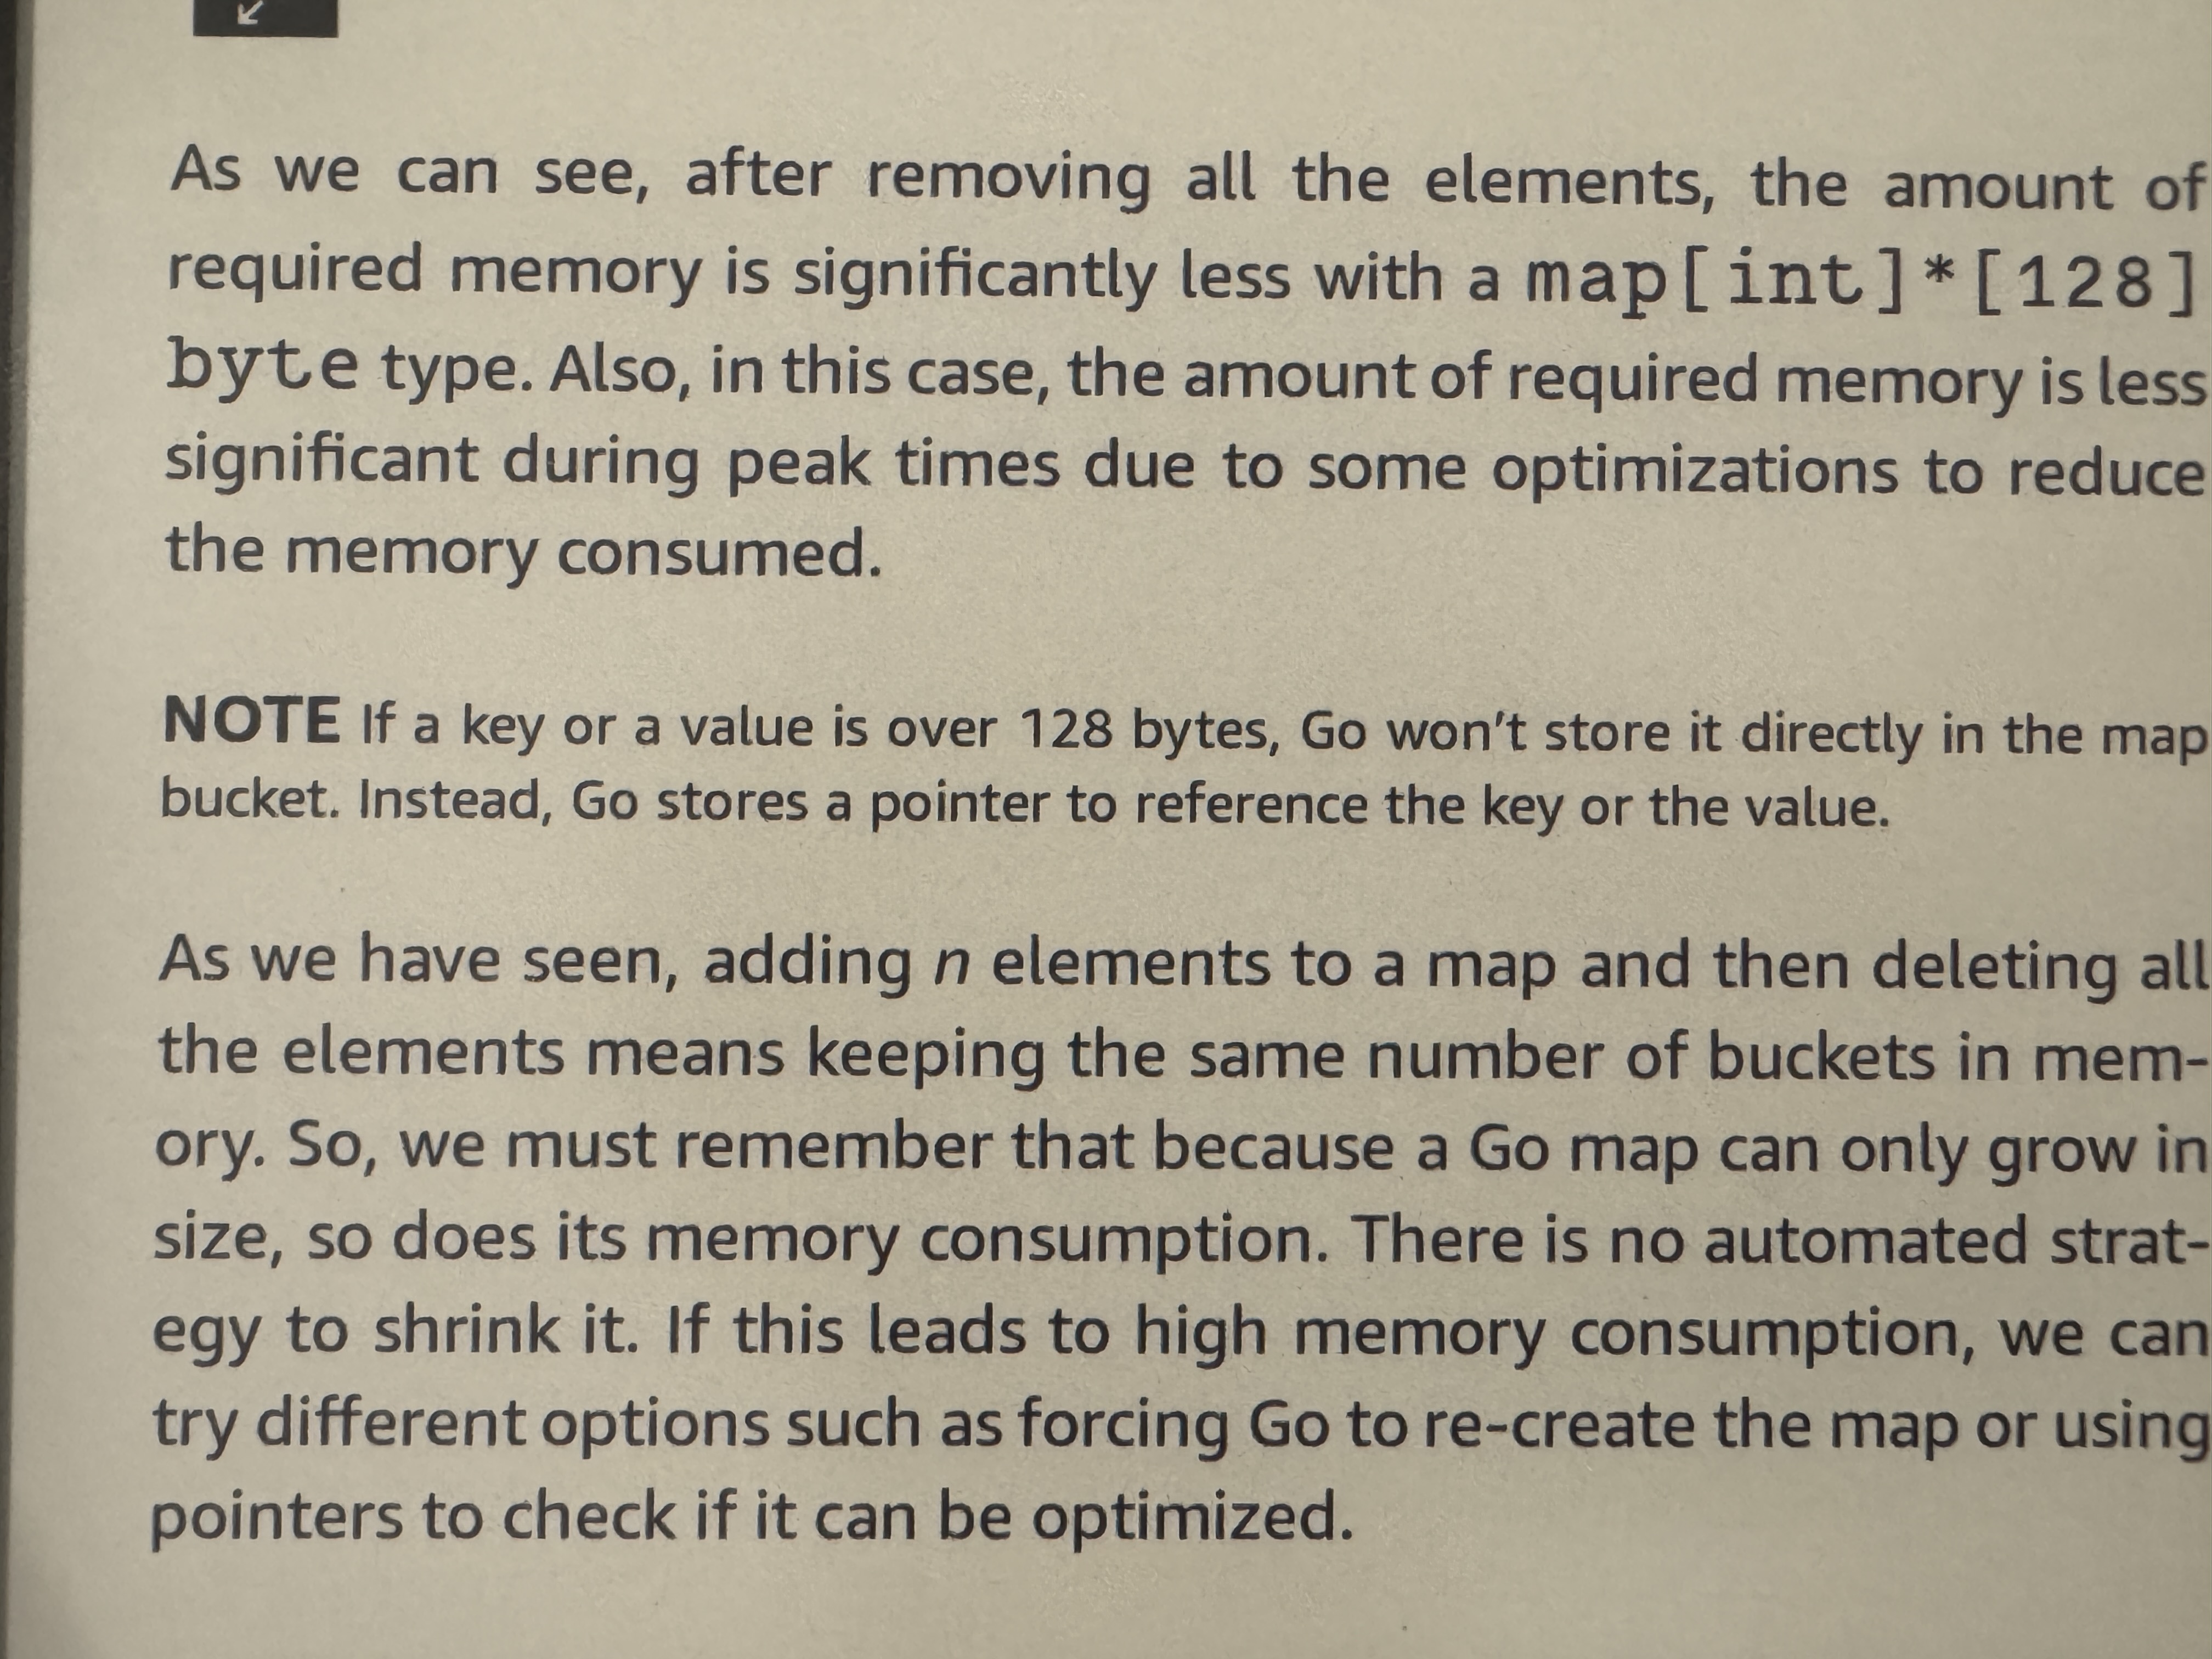 As we can see, after removing all the elements, the amount of
required memory is significantly less with a map[int]*[128]
byte type. Also, in this case, the amount of required memory is less
significant during peak times due to some optimizations to reduce
the memory consumed.
NOTE If a key or a value is over 128 bytes, Go won't store it directly in the map
bucket. Instead, Go stores a pointer to reference the key or the value.
As we have seen, adding n elements to a map and then deleting all
the elements means keeping the same number of buckets in mem-
ory. So, we must remember that because a Go map can only grow in
size, so does its memory consumption. There is no automated strat-
egy to shrink it. If this leads to high memory consumption, we can
try different options such as forcing Go to re-create the map or using
pointers to check if it can be optimized.